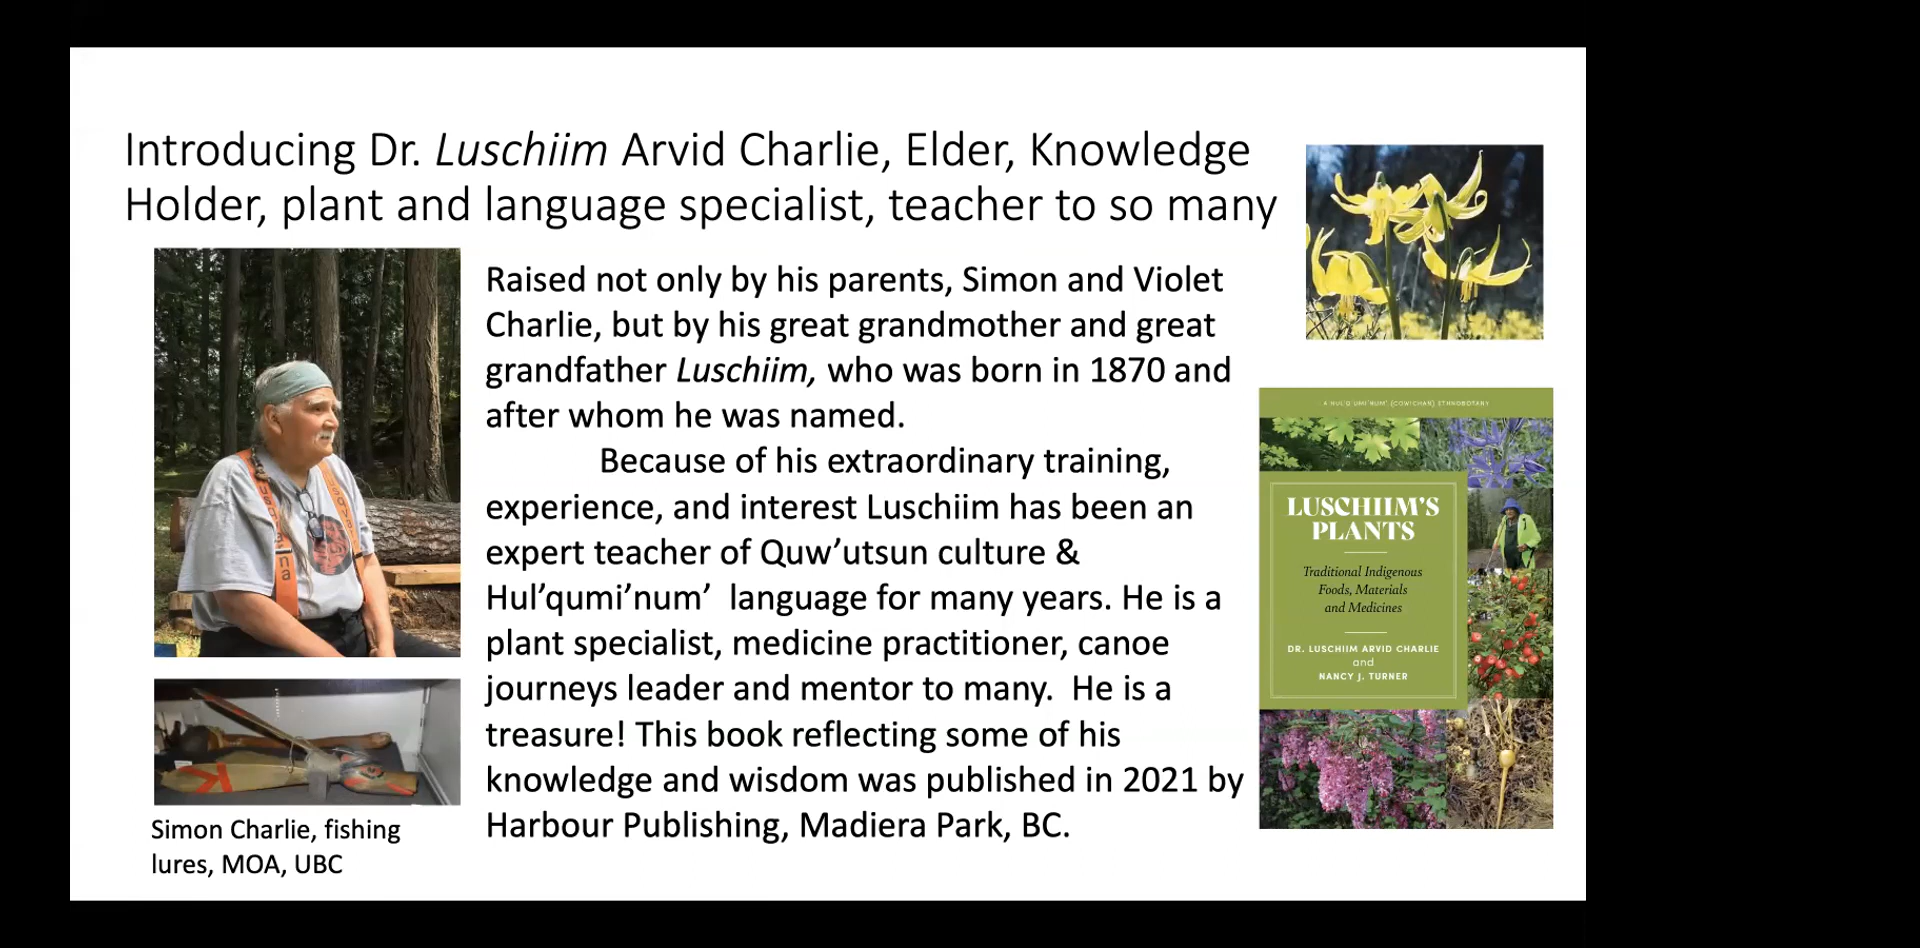 Introducing Dr. Luschiim Arvid Charlie, Elder, Knowledge
Holder, plant and language specialist, teacher to so many
Raised not only by his parents, Simon and Violet
Charlie, but by his great grandmother and great
grandfather Luschiim, who was born in 1870 and
after whom he was named.
Because of his extraordinary training,
experience, and interest Luschiim has been an
expert teacher of Quw’utsun culture &
Hul’qumi’num’  language for many years. He is a
plant specialist, medicine practitioner, canoe
journeys leader and mentor to many.  He is a
treasure! This book reflecting some of his
knowledge and wisdom was published in 2021 by
Harbour Publishing, Madiera Park, BC.
Simon Charlie, fishing
lures, MOA, UBC
A HUL'Q'UMI'NUM' (COWICHAN) ETHNOBOTANY
LUSCHIIM'S
PLANTS
Traditional Indigenous
Foods, Materials
and Medicines
DR. LUSCHIIM ARVID CHARLIE
and
NANCY J. TURNER